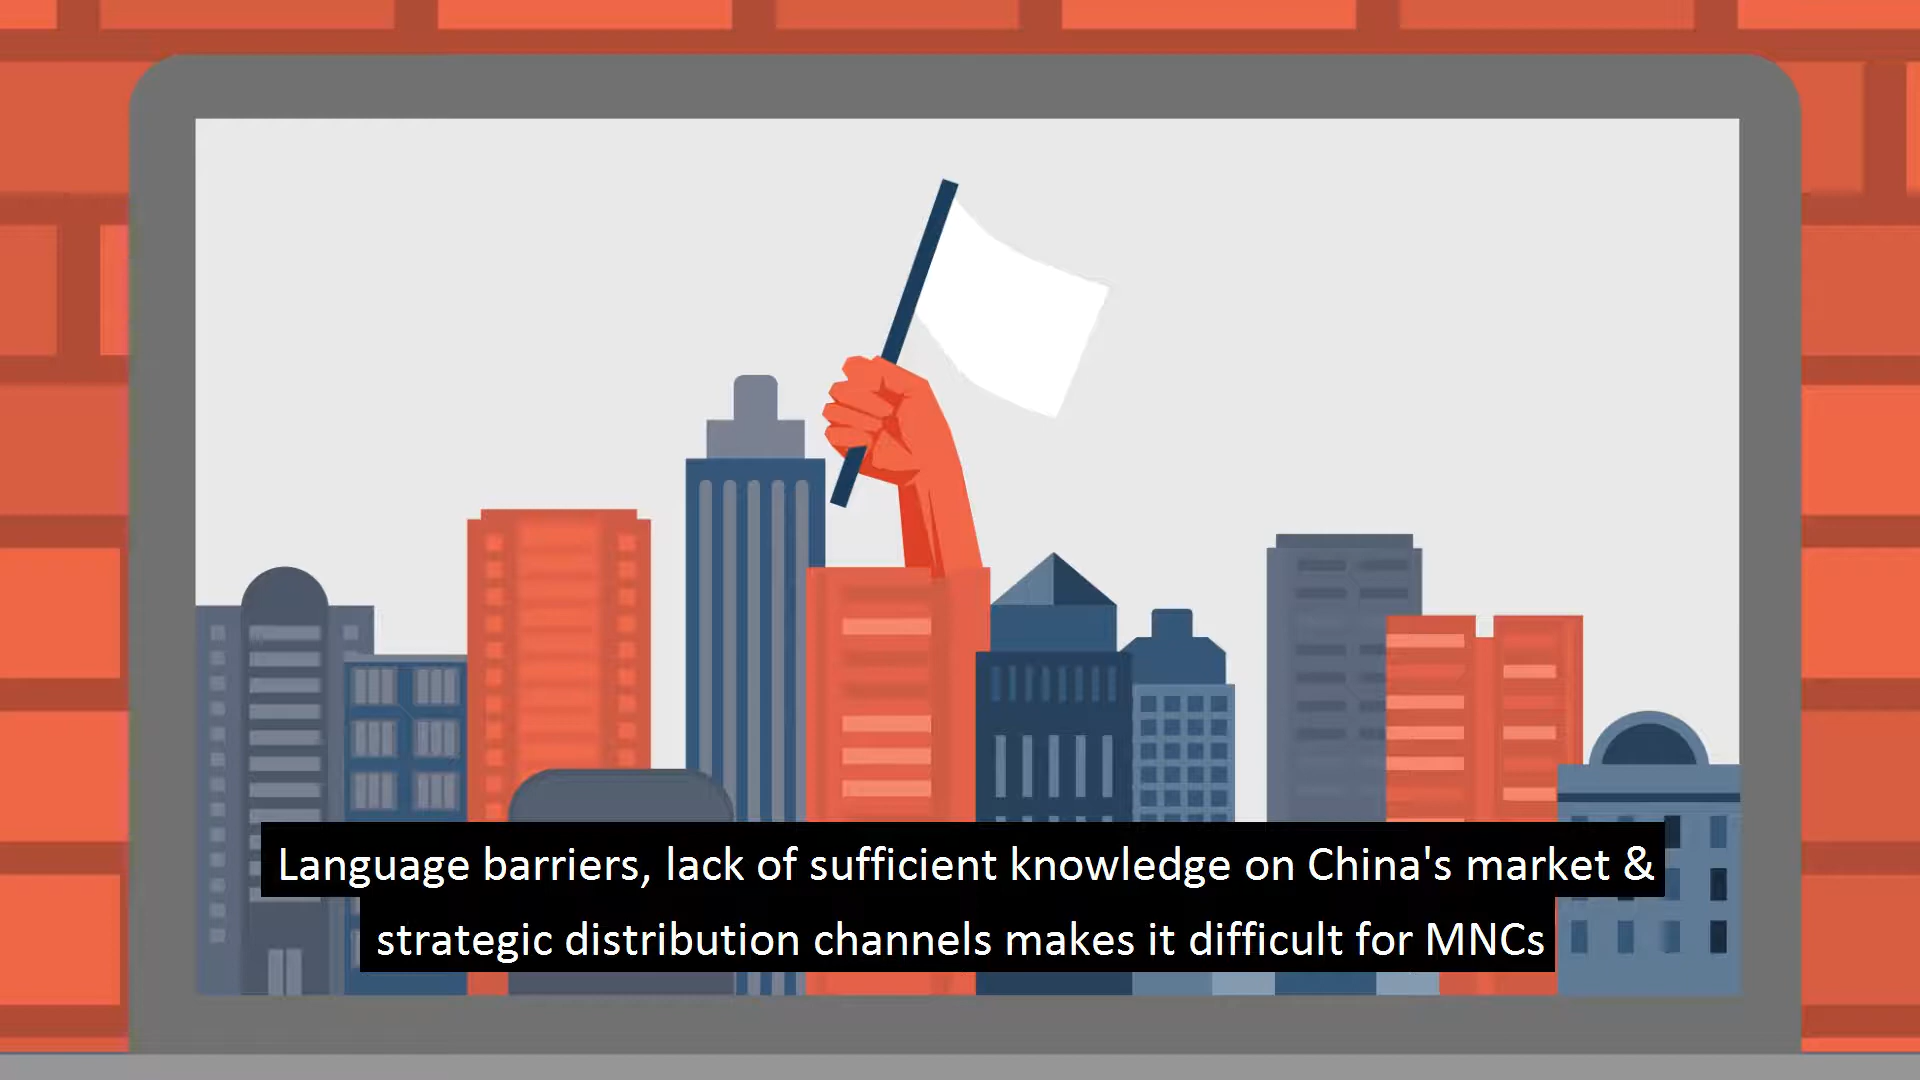 Language barriers, lack of sufficient knowledge on China's market &
strategic distribution channels makes it difficult for MNCs